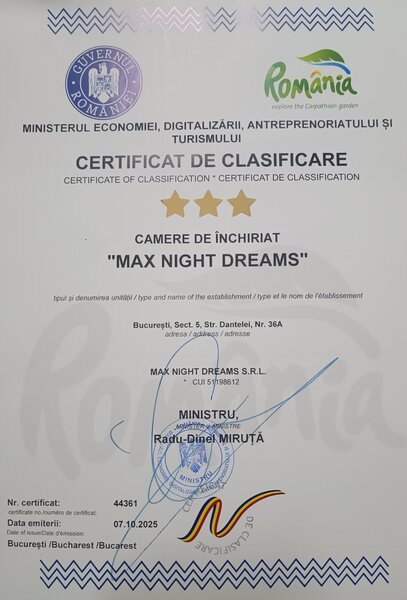 GUVERNUL ROMÂNIEI
România
explore the Carpathian garden
MINISTERUL ECONOMIEI, DIGITALIZĂRII, ANTREPRENORIATULUI ȘI
TURISMULUI
CERTIFICAT DE CLASIFICARE
CERTIFICATE OF CLASSIFICATION * CERTIFICAT DE CLASSIFICATION
CAMERE DE ÎNCHIRIAT
"MAX NIGHT DREAMS"
tipul și denumirea unității / type and name of the establishment / type et le nom de l'établissement
București, Sect. 5, Str. Dantelei, Nr. 36A
adresa / address / adresse
România
MAX NIGHT DREAMS S.R.L.
* CUI 51198612
MINISTRU,
MINISTER / MINISTRE
Radu-Dinel MIRUȚĂ
MINISTRU
Nr. certificat: 44361
certificate no /numéro de certificat:
Data emiterii: 07.10.2025
Date of issue/Date d'émission:
București /Bucharest /Bucarest
DE CLASIFICARE